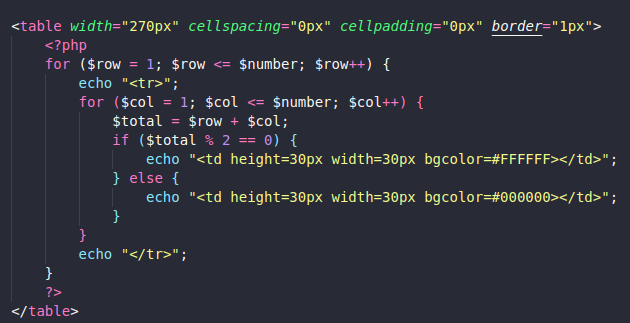 <table width="270px" cellspacing="0px" cellpadding="0px" border="1px">
<?php
for ($row = 1; $row <= $number; $row++) {
echo "<tr>";
for ($col = 1; $col <= $number; $col++) {
$total = $row + $col;
if ($total % 2 == 0) {
echo "<td height=30px width=30px bgcolor=#FFFFFF></td>";
} else {
echo "<td height=30px width=30px bgcolor=#000000></td>";
}
}
echo "</tr>";
}
?>
</table>